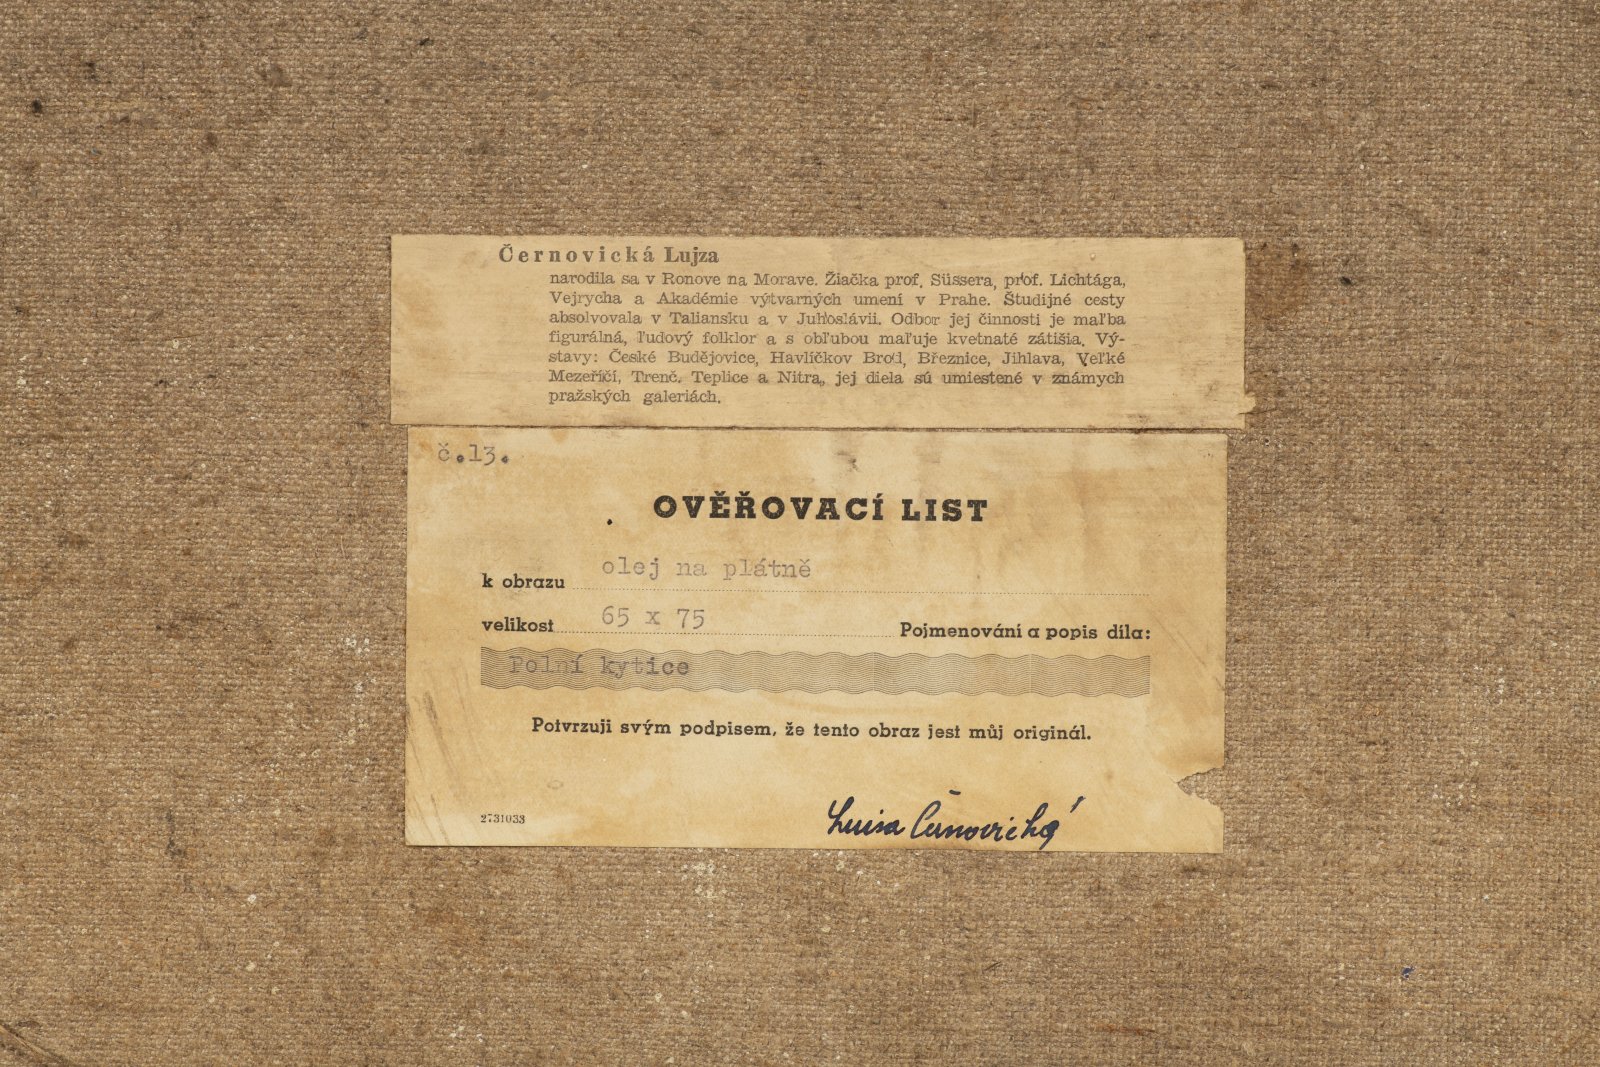 Černovická Lujza
narodila sa v Ronove na Morave. Žiačka prof. Süssera, prof. Lichtága,
Vejrycha a Akadémie výtvarných umení v Prahe. Študijné cesty
absolvovala v Taliansku a v Juhoslávii. Odbor jej činnosti je maľba
figurálná, ľudový folklor a s obľubou maľuje kvetnaté zátišia. Vý-
stavy: České Budějovice, Havlíčkov Brod, Březnice, Jihlava, Veľké
Mezeříčí, Trenč. Teplice a Nitra, jej diela sú umiestené v známych
pražských galeriách.
č.13.
OVĚŘOVACÍ LIST
k obrazu olej na plátně
velikost 65 x 75 Pojmenování a popis díla:
Polní kytice
Potvrzuji svým podpisem, že tento obraz jest můj originál.
2731033
Luisa Černovická